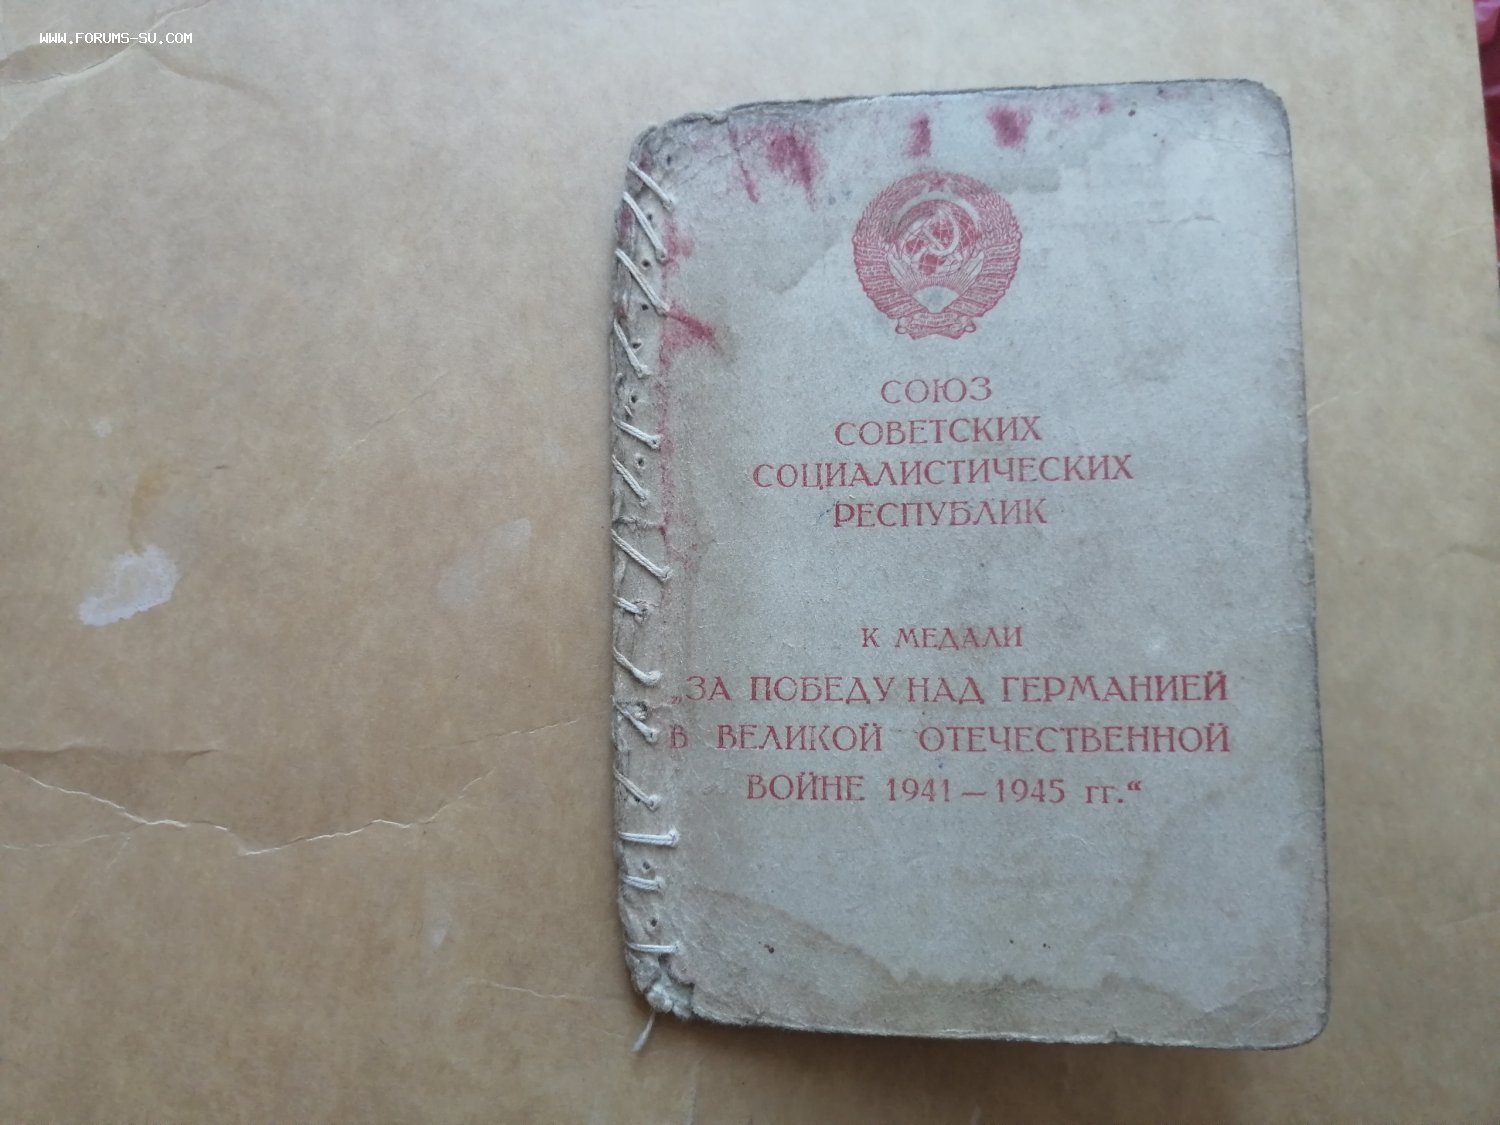 WWW.FORUMS-SU.COM
СОЮЗ
СОВЕТСКИХ
СОЦИАЛИСТИЧЕСКИХ
РЕСПУБЛИК
К МЕДАЛИ
„ЗА ПОБЕДУ НАД ГЕРМАНИЕЙ
В ВЕЛИКОЙ ОТЕЧЕСТВЕННОЙ
ВОЙНЕ 1941—1945 гг.“